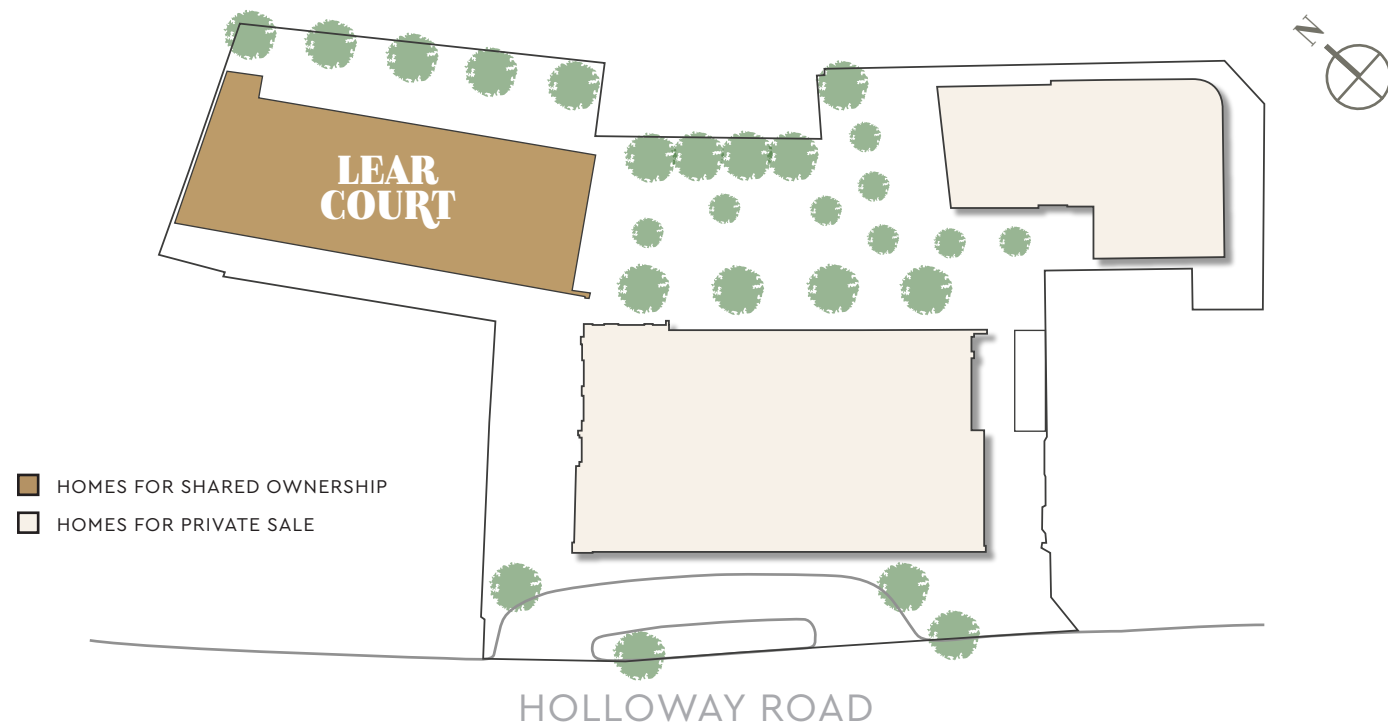 N
LEAR
COURT
HOMES FOR SHARED OWNERSHIP
HOMES FOR PRIVATE SALE
HOLLOWAY ROAD